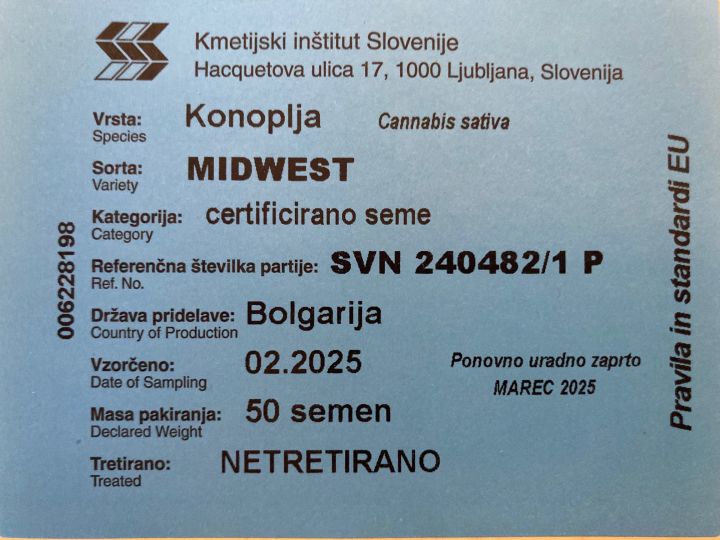 Kmetijski inštitut Slovenije
Hacquetova ulica 17, 1000 Ljubljana, Slovenija
Vrsta: Konoplja Cannabis sativa
Species
Sorta: MIDWEST
Variety
Kategorija: certificirano seme
Category
Referenčna številka partije: SVN 240482/1 P
Ref. No.
Država pridelave: Bolgarija
Country of Production
Vzorčeno: 02.2025
Date of Sampling
Ponovno uradno zaprto
MAREC 2025
Masa pakiranja: 50 semen
Declared Weight
Tretirano: NETRETIRANO
Treated
006228198
Pravila in standardi EU